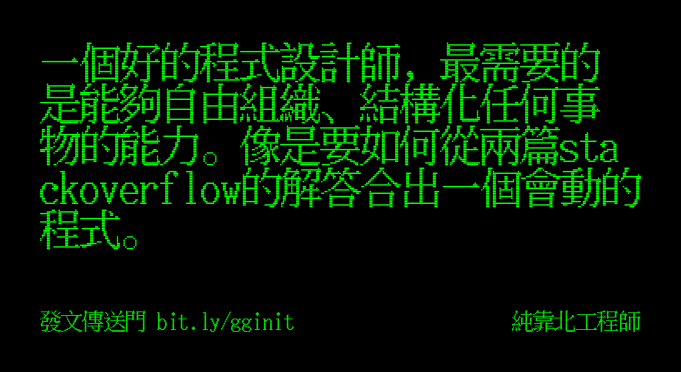 一個好的程式設計師，最需要的
是能夠自由組織、結構化任何事
物的能力。像是要如何從兩篇sta
ckoverflow的解答合出一個會動的
程式。
發文傳送門 bit.ly/gginit
純靠北工程師